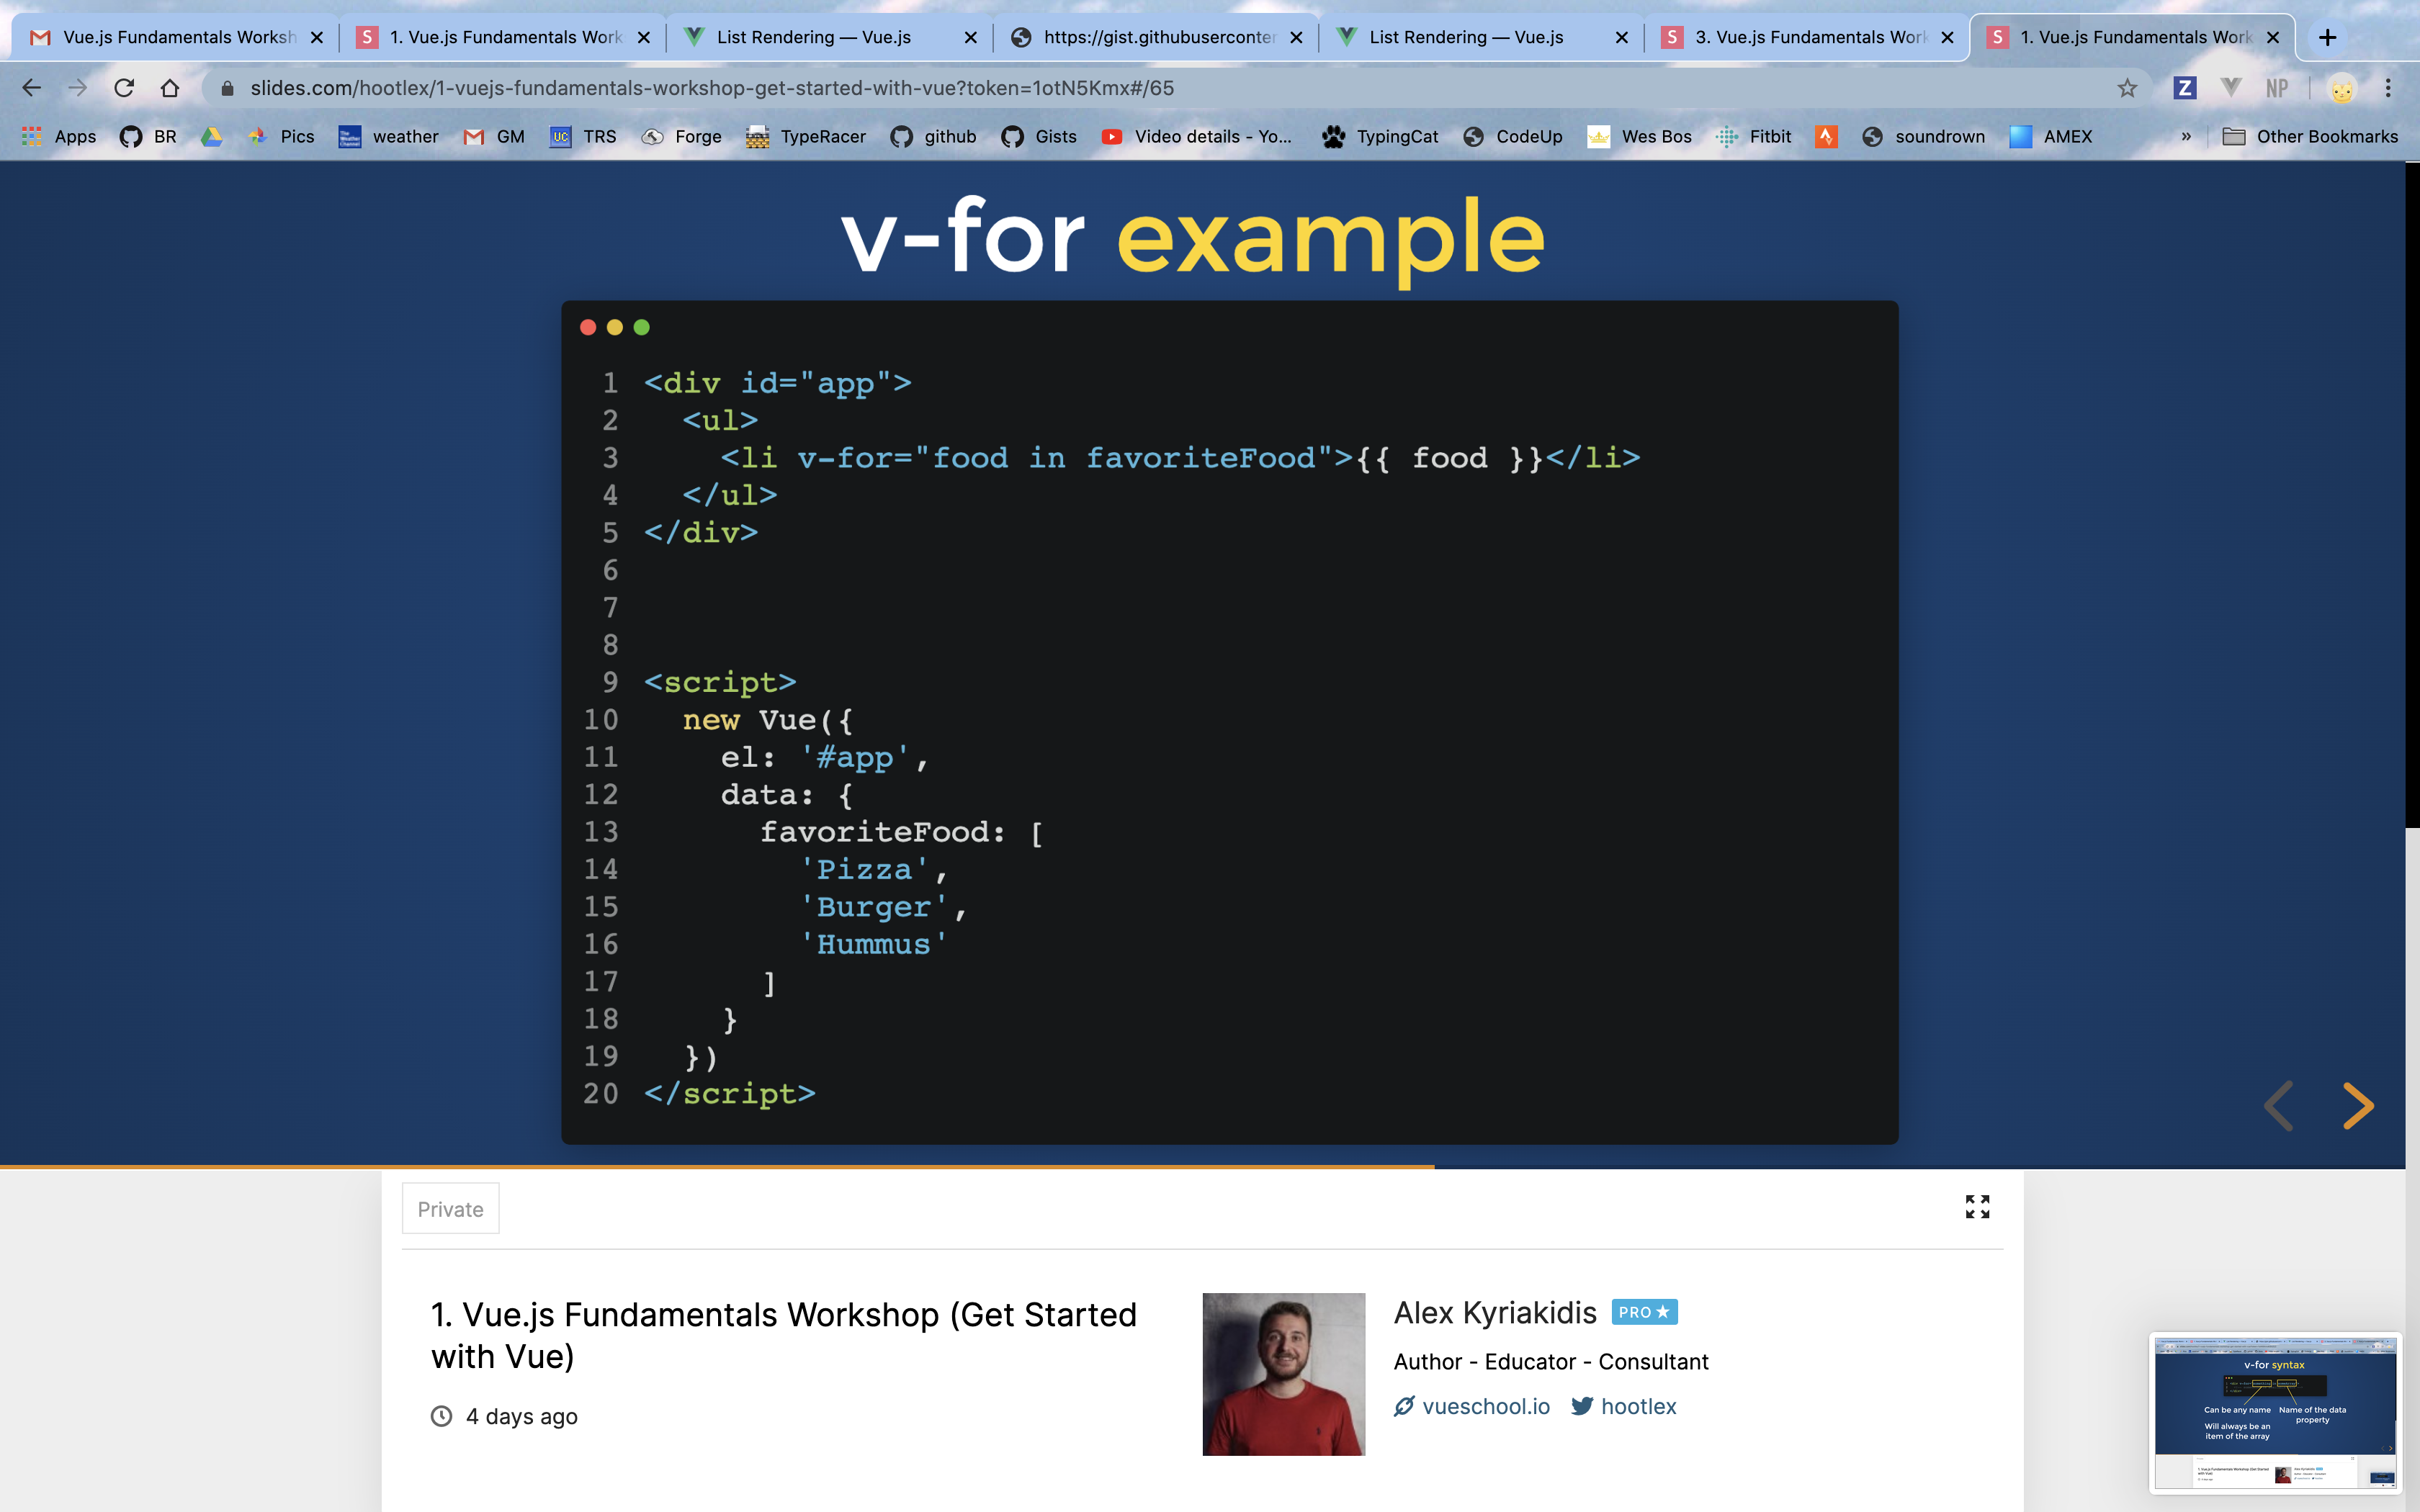 Vue.js Fundamentals Worksh
1. Vue.js Fundamentals Work
List Rendering — Vue.js
https://gist.githubuserconter
List Rendering — Vue.js
S 3. Vue.js Fundamentals Work
S 1. Vue.js Fundamentals Work
slides.com/hootlex/1-vuejs-fundamentals-workshop-get-started-with-vue?token=1otN5Kmx#/65
Z NP
Apps BR Pics weather GM UC TRS Forge TypeRacer github Gists Video details - Yo... TypingCat CodeUp Wes Bos Fitbit soundrown AMEX » Other Bookmarks
v-for example
1 <div id="app">
2 <ul>
3 <li v-for="food in favoriteFood">{{ food }}</li>
4 </ul>
5 </div>
6
7
8
9 <script>
10 new Vue({
11 el: '#app',
12 data: {
13 favoriteFood: [
14 'Pizza',
15 'Burger',
16 'Hummus'
17 ]
18 }
19 })
20 </script>
Private
1. Vue.js Fundamentals Workshop (Get Started
with Vue)
4 days ago
Alex Kyriakidis PRO ★
Author - Educator - Consultant
vueschool.io hootlex
v-for syntax
Can be any name Name of the data
property
Will always be an
item of the array